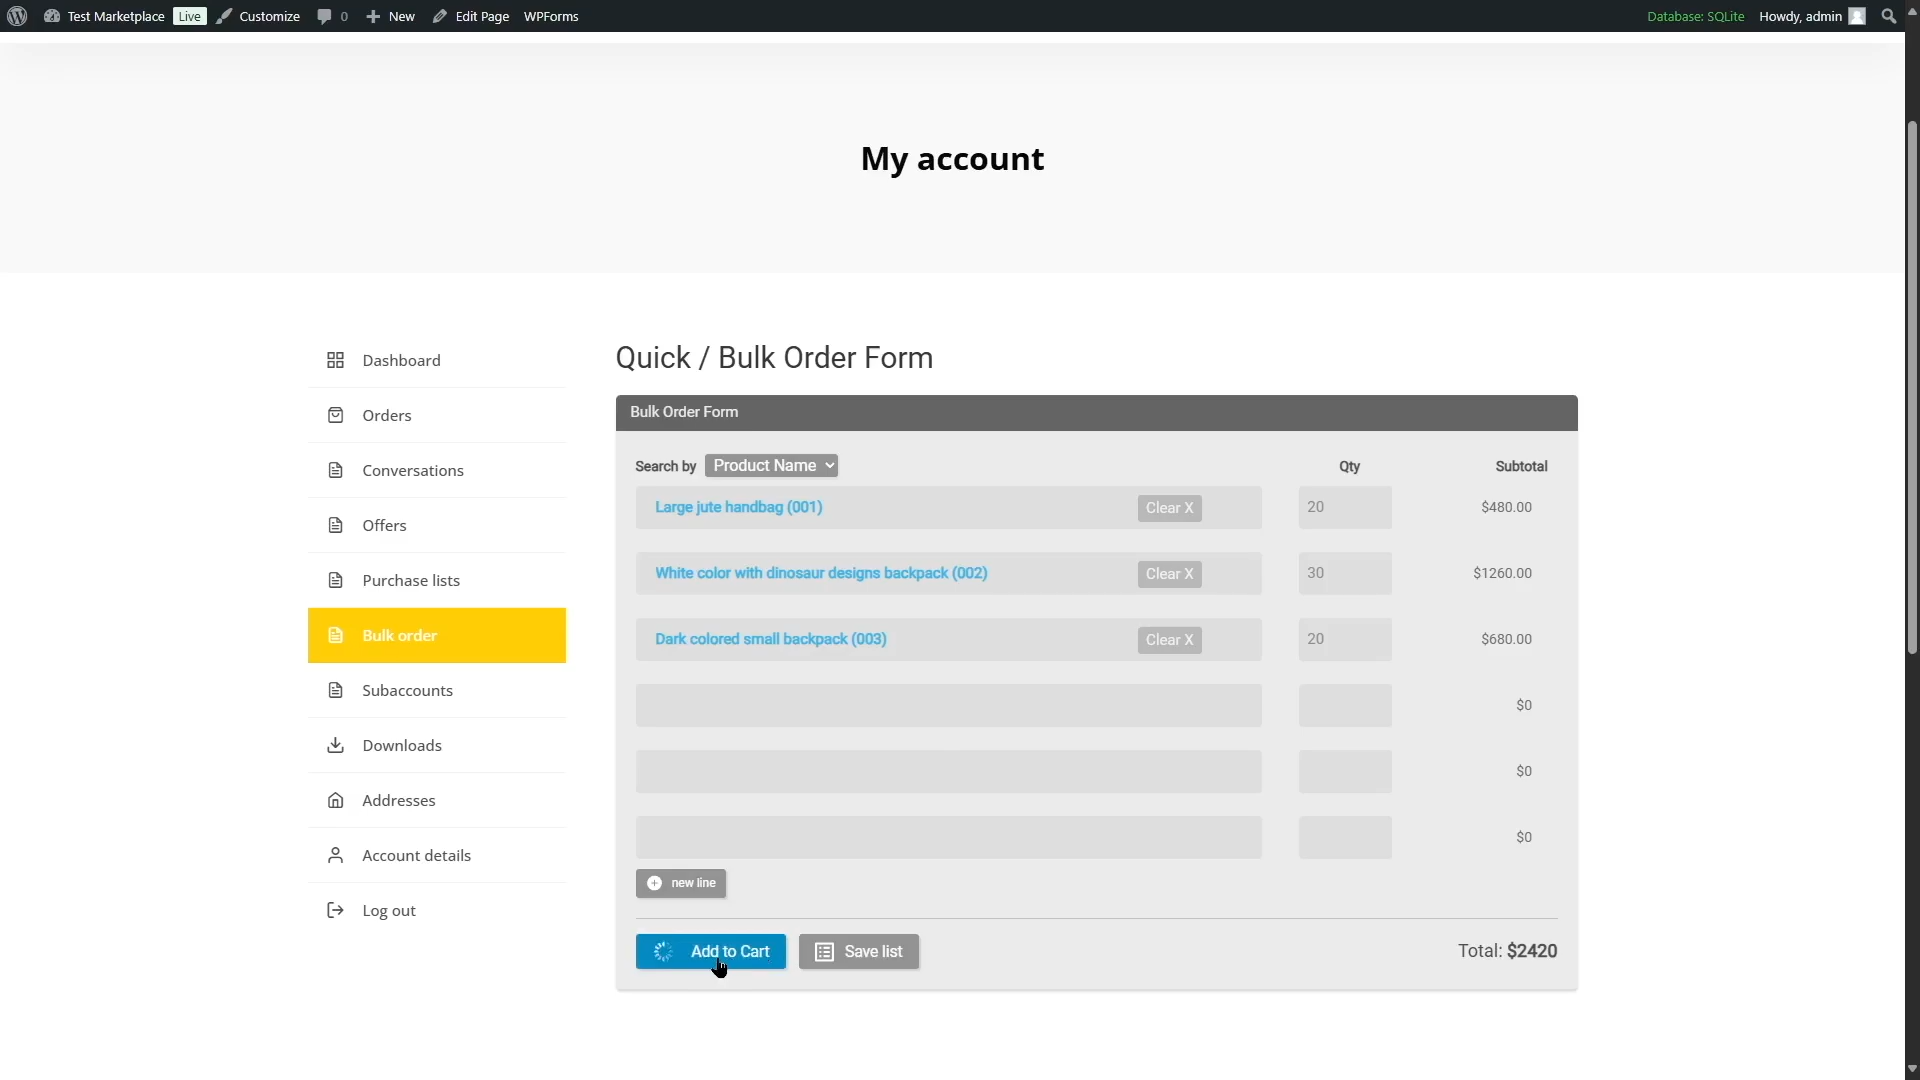 Test Marketplace Live Customize 0 New Edit Page WPForms Database: SQLite Howdy, admin
My account
Dashboard
Orders
Conversations
Offers
Purchase lists
Bulk order
Subaccounts
Downloads
Addresses
Account details
Log out
Quick / Bulk Order Form
Bulk Order Form
Search by Product Name Qty Subtotal
Large jute handbag (001) Clear X 20 $480.00
White color with dinosaur designs backpack (002) Clear X 30 $1260.00
Dark colored small backpack (003) Clear X 20 $680.00
$0
$0
$0
new line
Add to Cart Save list Total: $2420